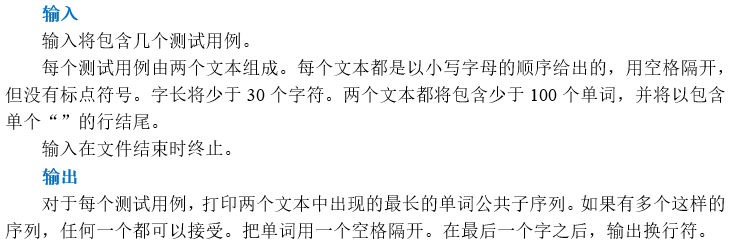 输入
输入将包含几个测试用例。
每个测试用例由两个文本组成。每个文本都是以小写字母的顺序给出的，用空格隔开，
但没有标点符号。字长将少于 30 个字符。两个文本都将包含少于 100 个单词，并将以包含
单个“”的行结尾。
输入在文件结束时终止。
输出
对于每个测试用例，打印两个文本中出现的最长的单词公共子序列。如果有多个这样的
序列，任何一个都可以接受。把单词用一个空格隔开。在最后一个字之后，输出换行符。